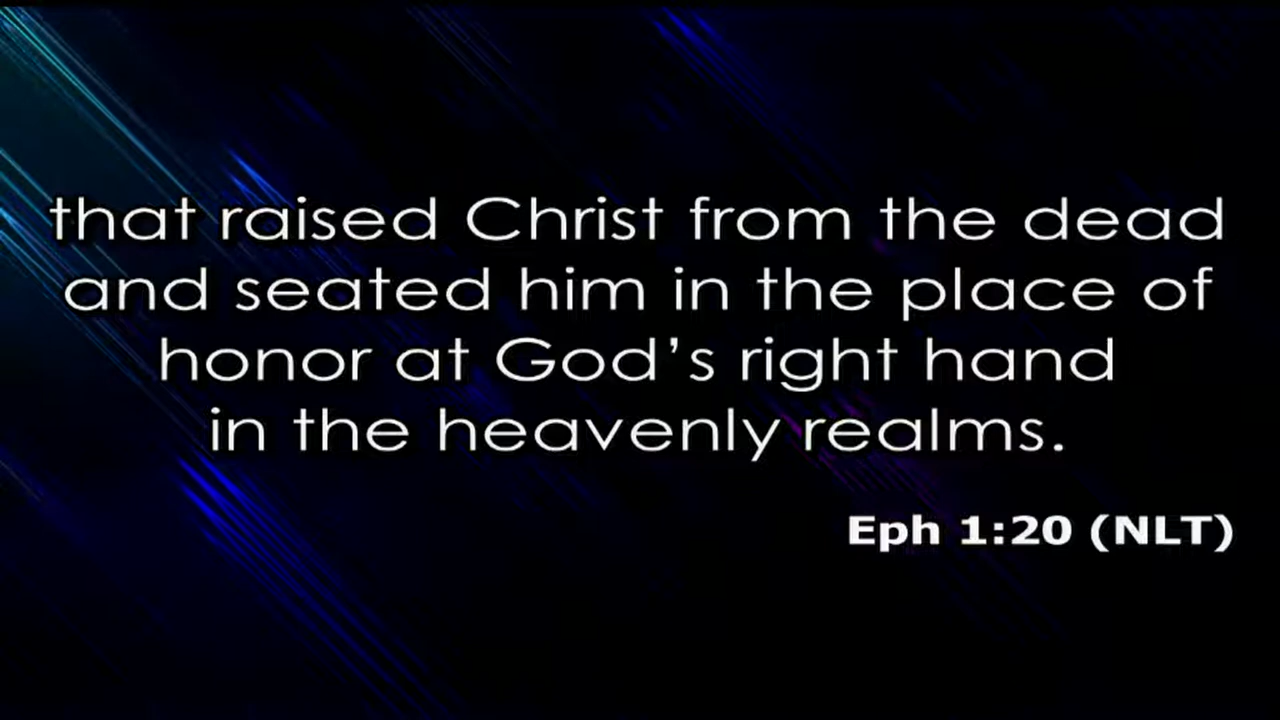 that raised Christ from the dead
and seated him in the place of
honor at God’s right hand
in the heavenly realms.
Eph 1:20 (NLT)